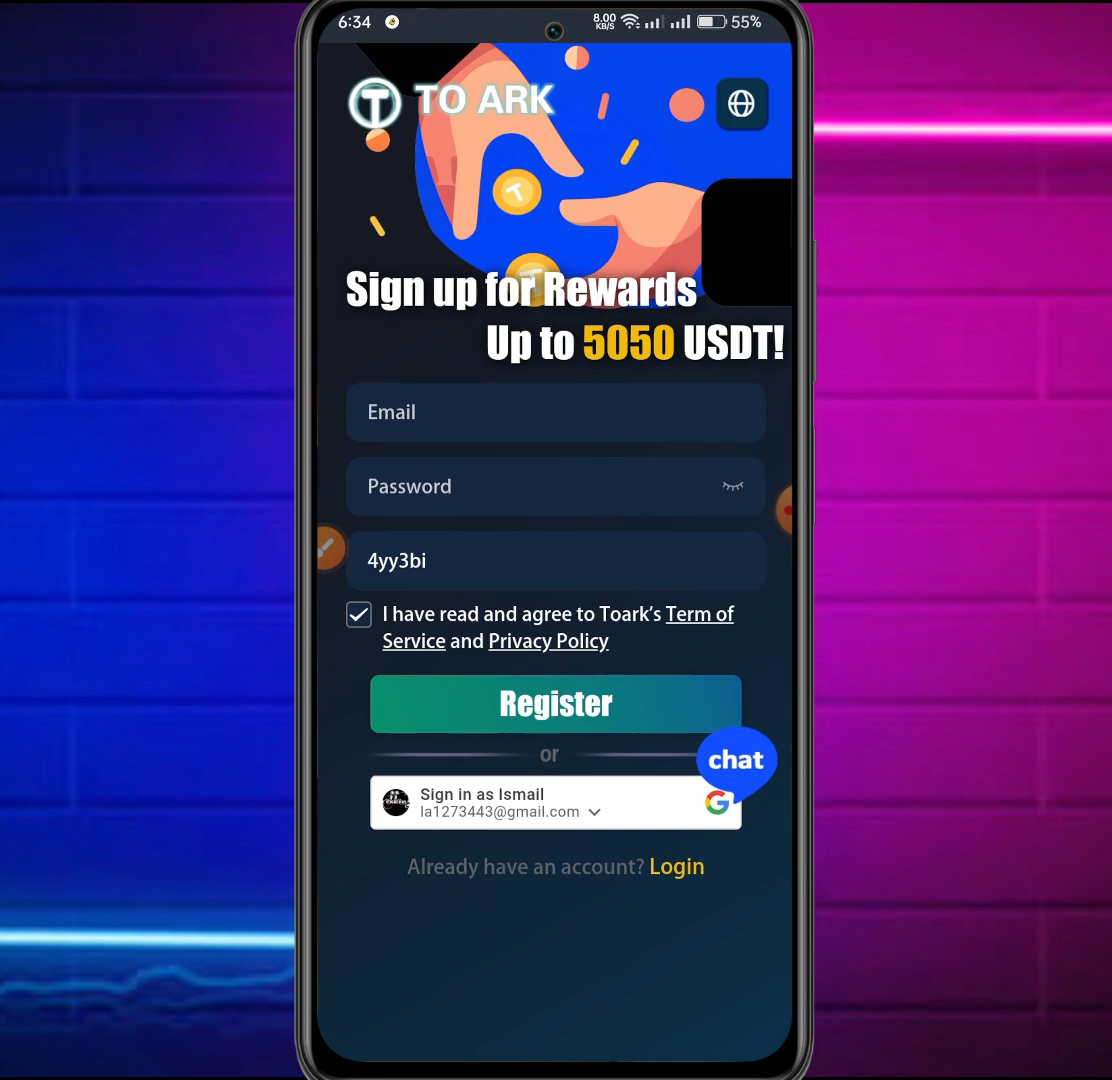 6:34
8.00
KB/S
55%
T TO ARK
T
T
Sign up for Rewards
Up to 5050 USDT!
Email
Password
4yy3bi
I have read and agree to Toark’s Term of
Service and Privacy Policy
Register
or
chat
Sign in as Ismail
la1273443@gmail.com
G
Already have an account? Login